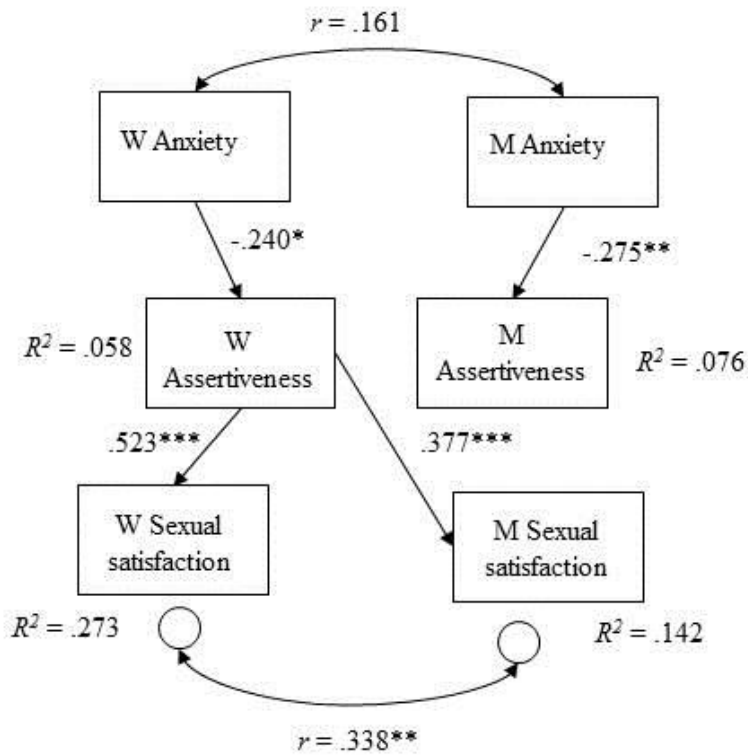 r = .161
W Anxiety
M Anxiety
-.240*
-.275**
R² = .058
W
Assertiveness
M
Assertiveness
R² = .076
.523***
.377***
W Sexual
satisfaction
M Sexual
satisfaction
R² = .273
R² = .142
r = .338**